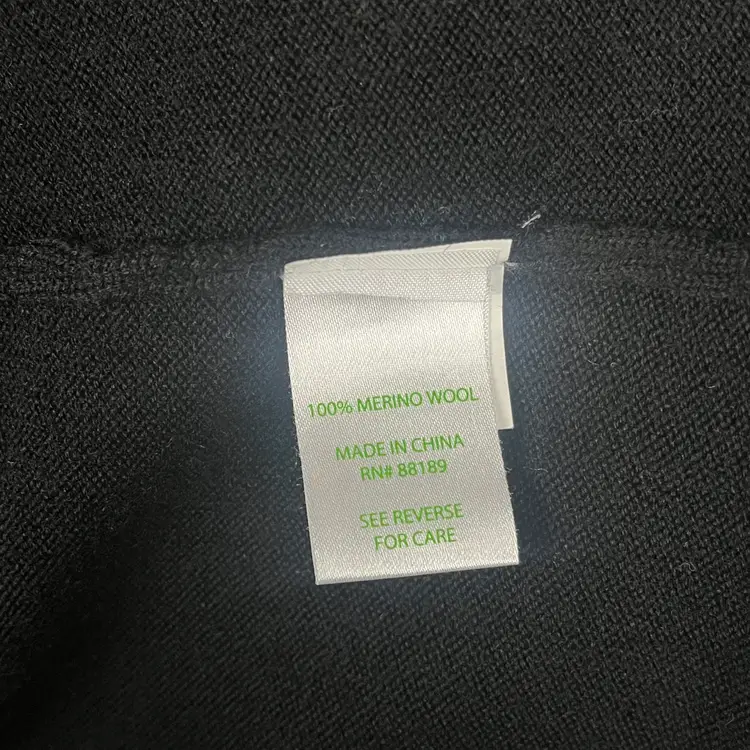 100% MERINO WOOL
MADE IN CHINA
RN# 88189
SEE REVERSE
FOR CARE